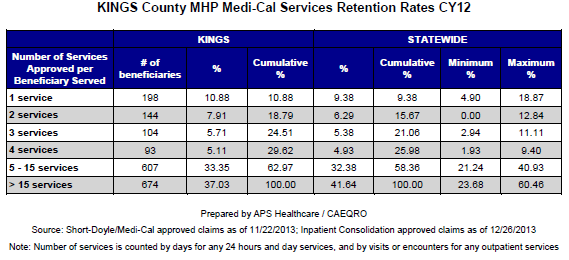 KINGS County MHP Medi-Cal Services Retention Rates CY12
KINGS STATEWIDE
Number of Services Approved per Beneficiary Served # of beneficiaries % Cumulative % % Cumulative % Minimum % Maximum %
1 service 198 10.88 10.88 9.38 9.38 4.90 18.87
2 services 144 7.91 18.79 6.29 15.67 0.00 12.84
3 services 104 5.71 24.51 5.38 21.06 2.94 11.11
4 services 93 5.11 29.62 4.93 25.98 1.93 9.40
5 - 15 services 607 33.35 62.97 32.38 58.36 21.24 40.93
> 15 services 674 37.03 100.00 41.64 100.00 23.68 60.46
Prepared by APS Healthcare / CAEQRO
Source: Short-Doyle/Medi-Cal approved claims as of 11/22/2013; Inpatient Consolidation approved claims as of 12/26/2013
Note: Number of services is counted by days for any 24 hours and day services, and by visits or encounters for any outpatient services